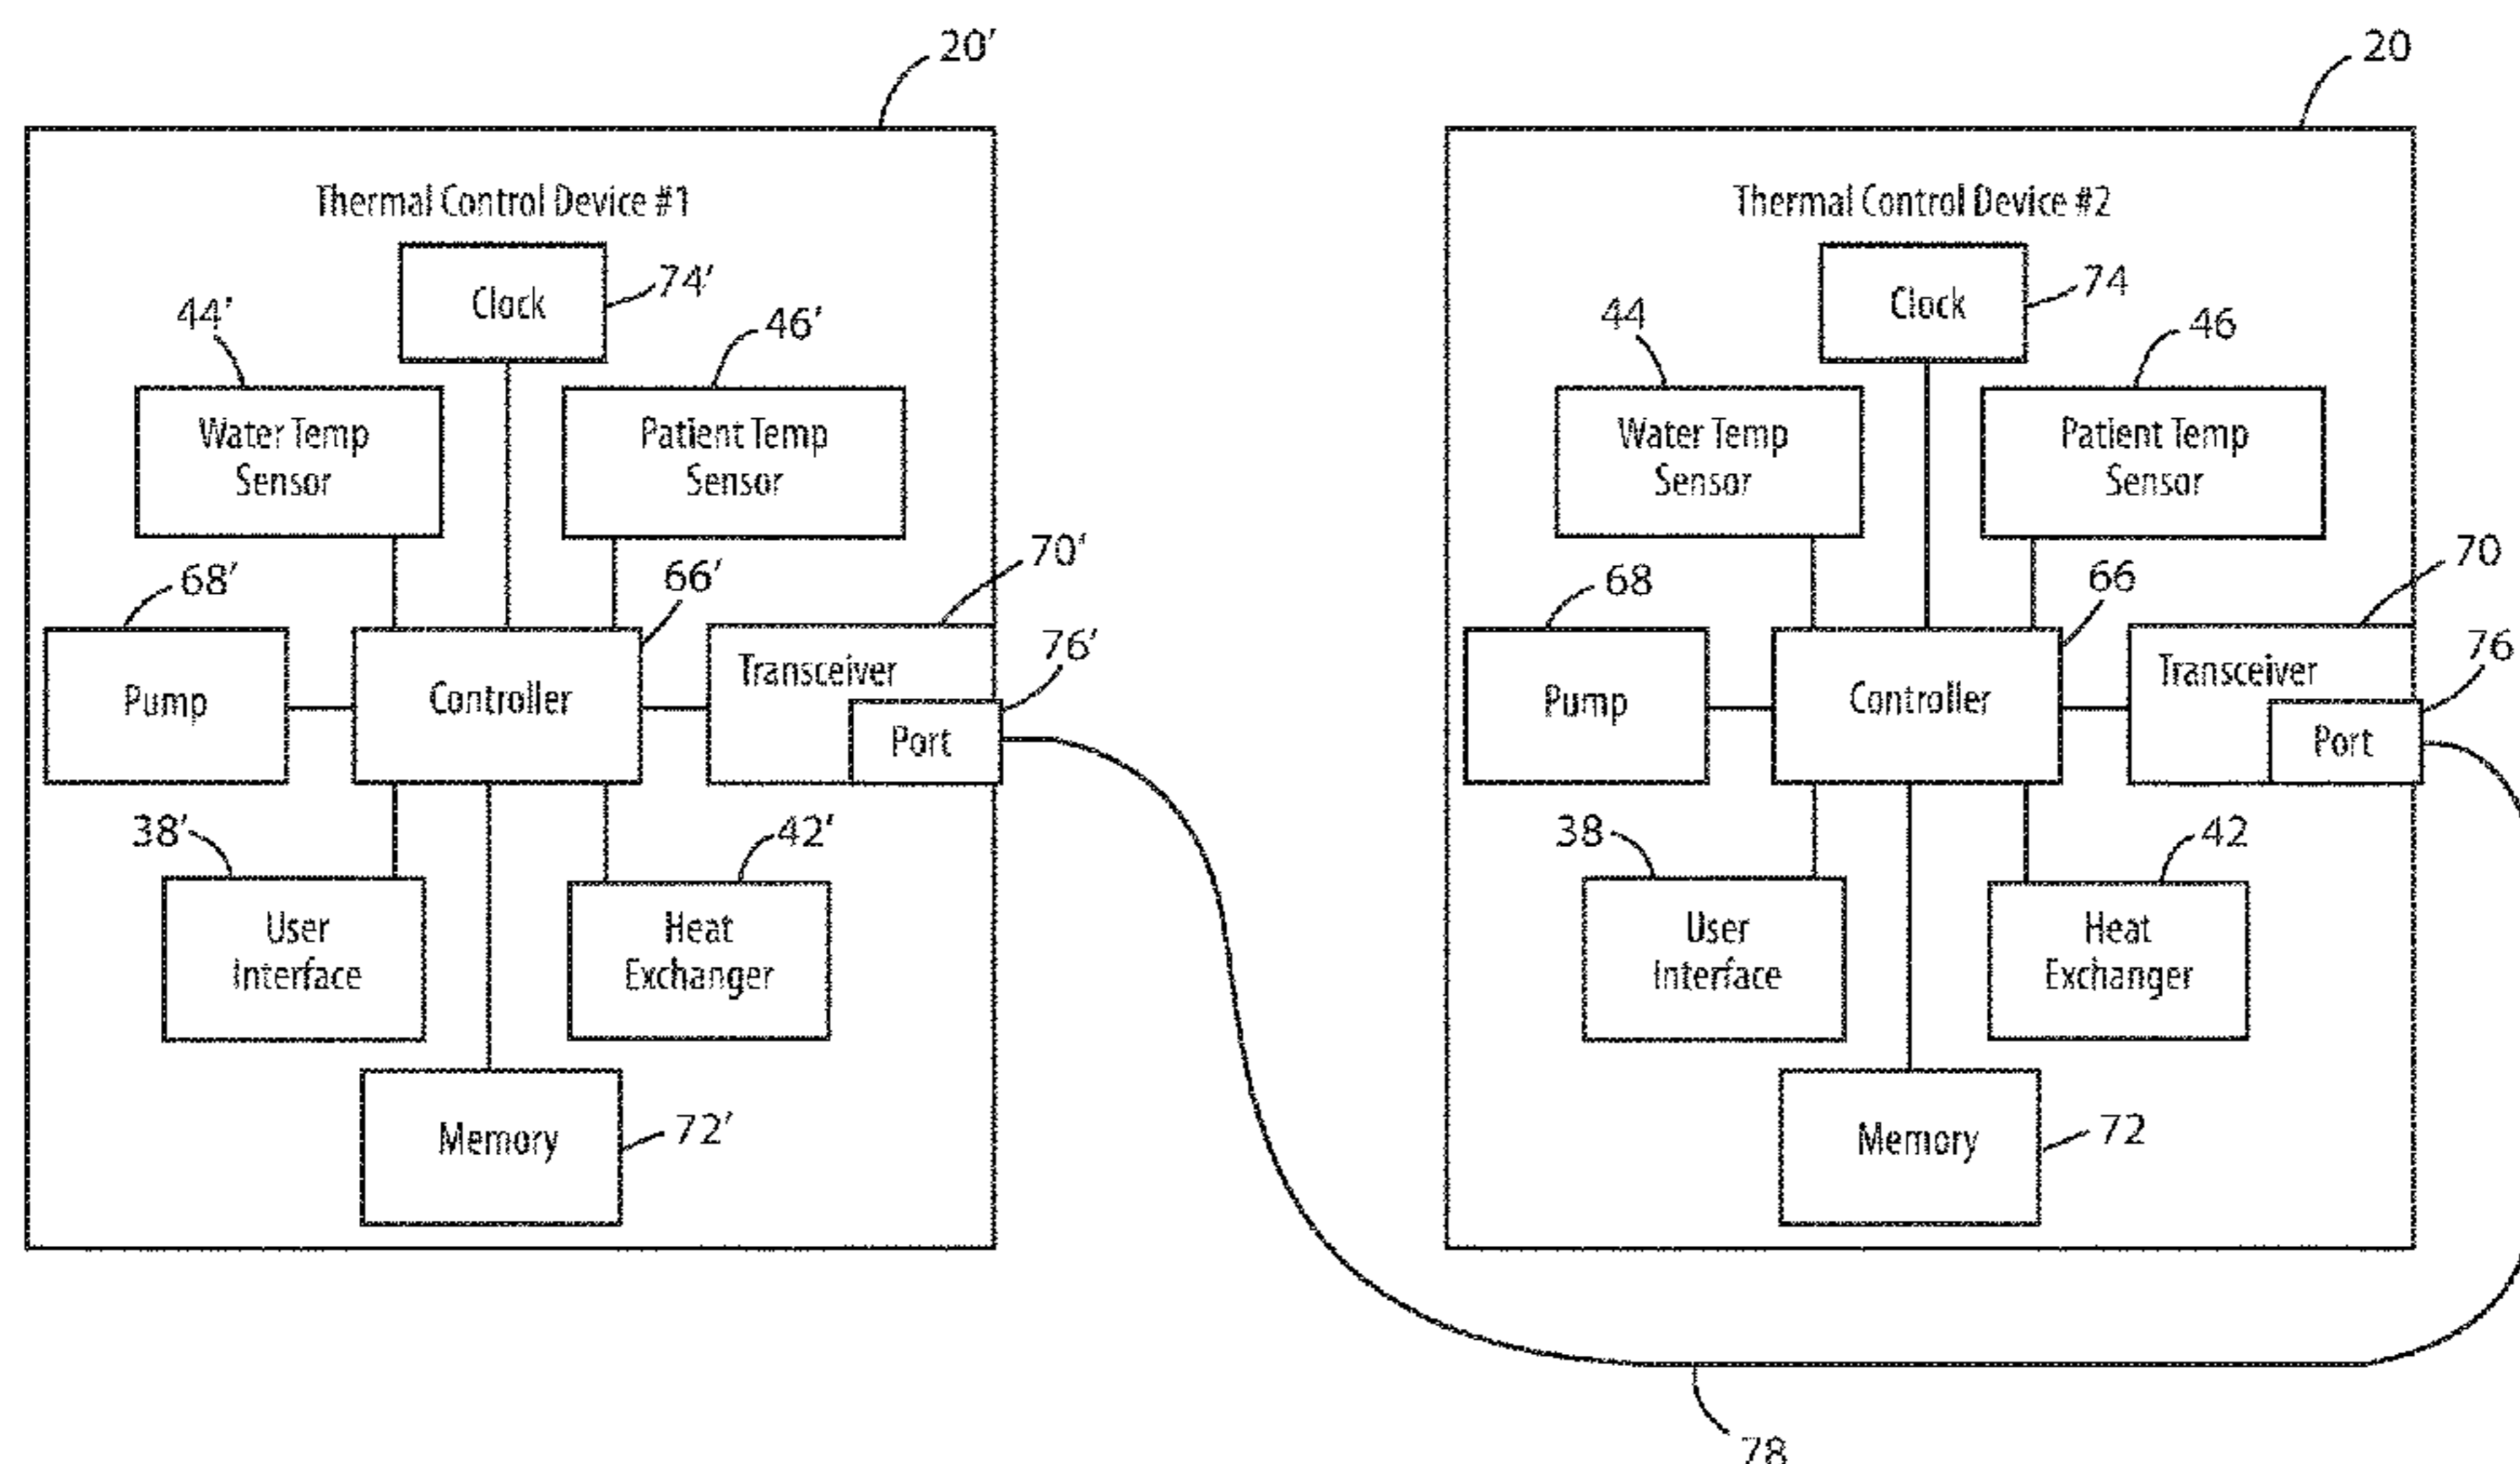 20′
20
Thermal Control Device #1
Thermal Control Device #2
Clock
74′
Clock
74
44′
46′
44
46
Water Temp
Sensor
Patient Temp
Sensor
Water Temp
Sensor
Patient Temp
Sensor
70′
70
68′
66′
68
66
76′
76
Pump
Controller
Transceiver
Port
Pump
Controller
Transceiver
Port
38′
42′
38
42
User
Interface
Heat
Exchanger
User
Interface
Heat
Exchanger
Memory
72′
Memory
72
78